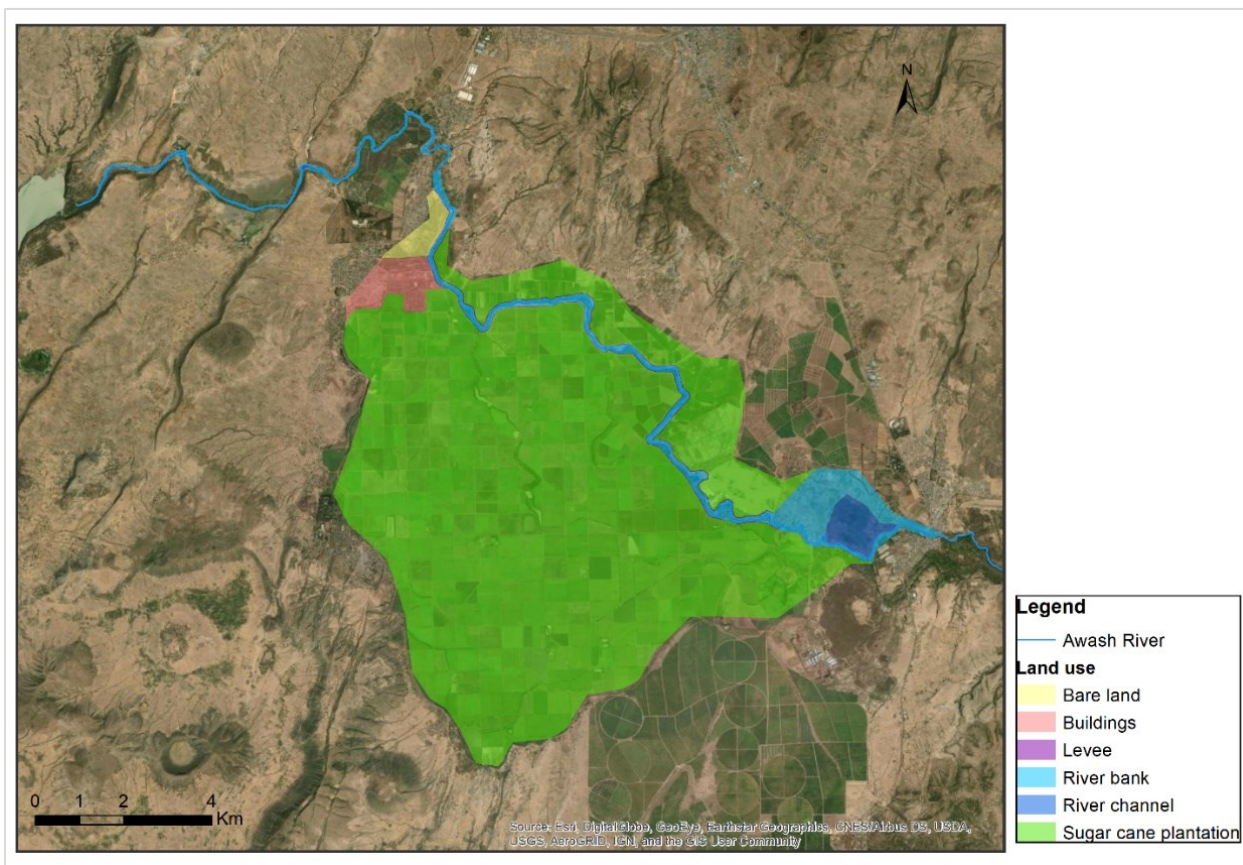 N
0 1 2 4
Km
Source: Esri, DigitalGlobe, GeoEye, Earthstar Geographics, CNES/Airbus DS, USDA,
USGS, AeroGRID, IGN, and the GIS User Community
Legend
Awash River
Land use
Bare land
Buildings
Levee
River bank
River channel
Sugar cane plantation